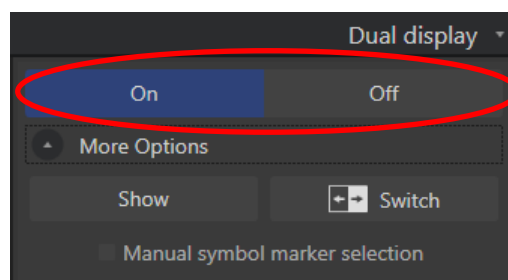 Dual display
On Off
More Options
Show Switch
Manual symbol marker selection